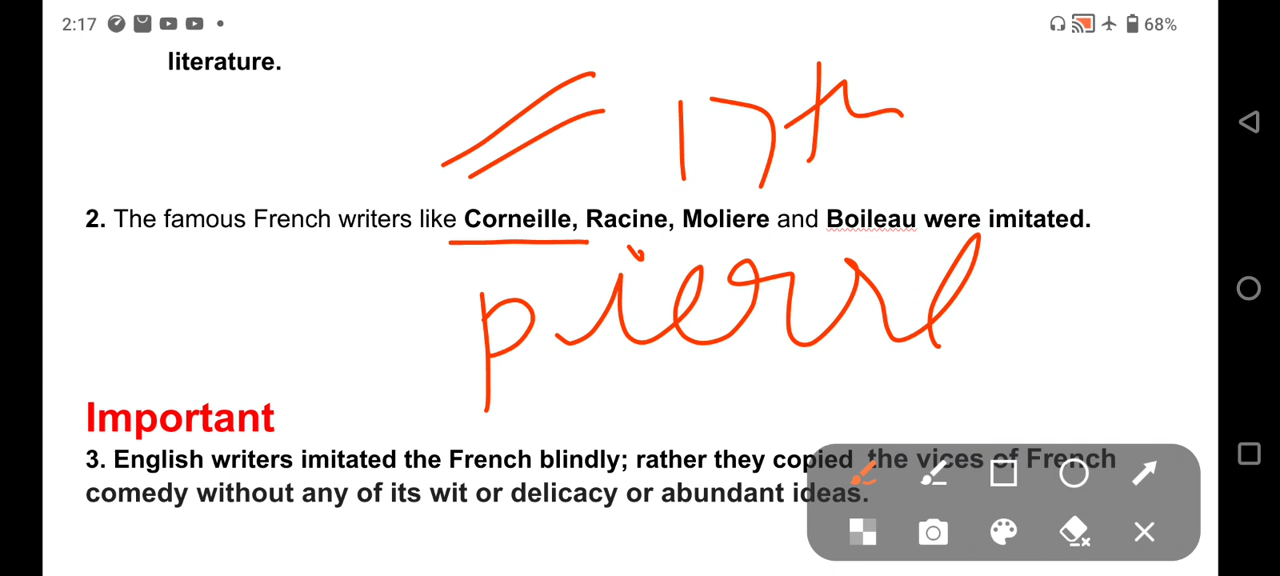 2:17
68%
literature.
17th
2. The famous French writers like Corneille, Racine, Moliere and Boileau were imitated.
pierre
Important
3. English writers imitated the French blindly; rather they copied the vices of French
comedy without any of its wit or delicacy or abundant ideas.